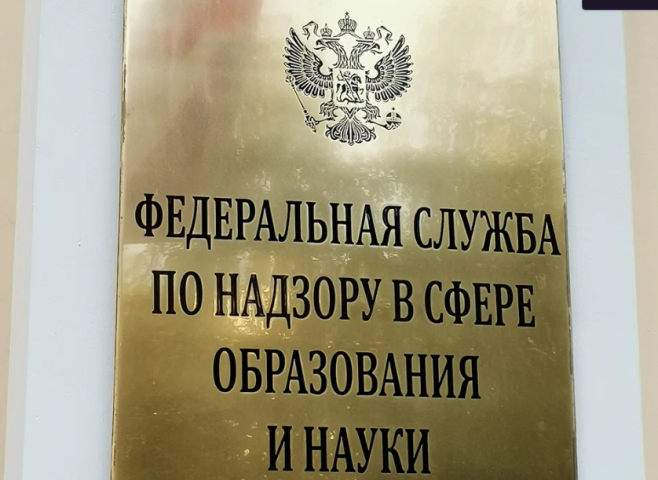 ФЕДЕРАЛЬНАЯ СЛУЖБА
ПО НАДЗОРУ В СФЕРЕ
ОБРАЗОВАНИЯ
И НАУКИ